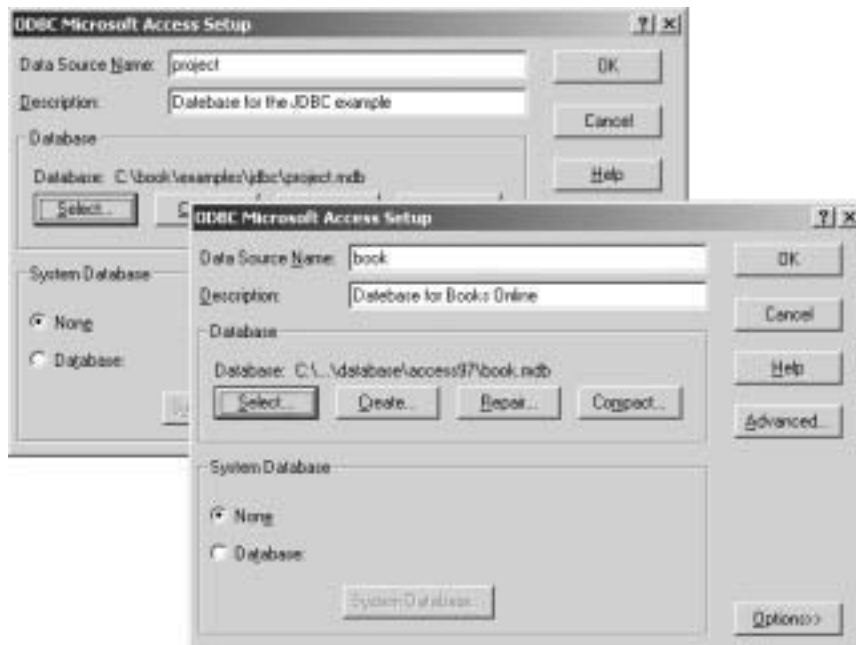 ODBC Microsoft Access Setup
Data Source Name: project
OK
Description: Datebase for the JDBC example
Cancel
Database
Database: C:\book\examples\jdbc\project.mdb
Help
Select...
System Database
None
Database:
ODBC Microsoft Access Setup
Data Source Name: book
OK
Description: Datebase for Books Online
Cancel
Database
Database: C:\...\database\access97\book.mdb
Help
Select... Create... Repair... Compact...
Advanced...
System Database
None
Database:
System Database...
Options>>